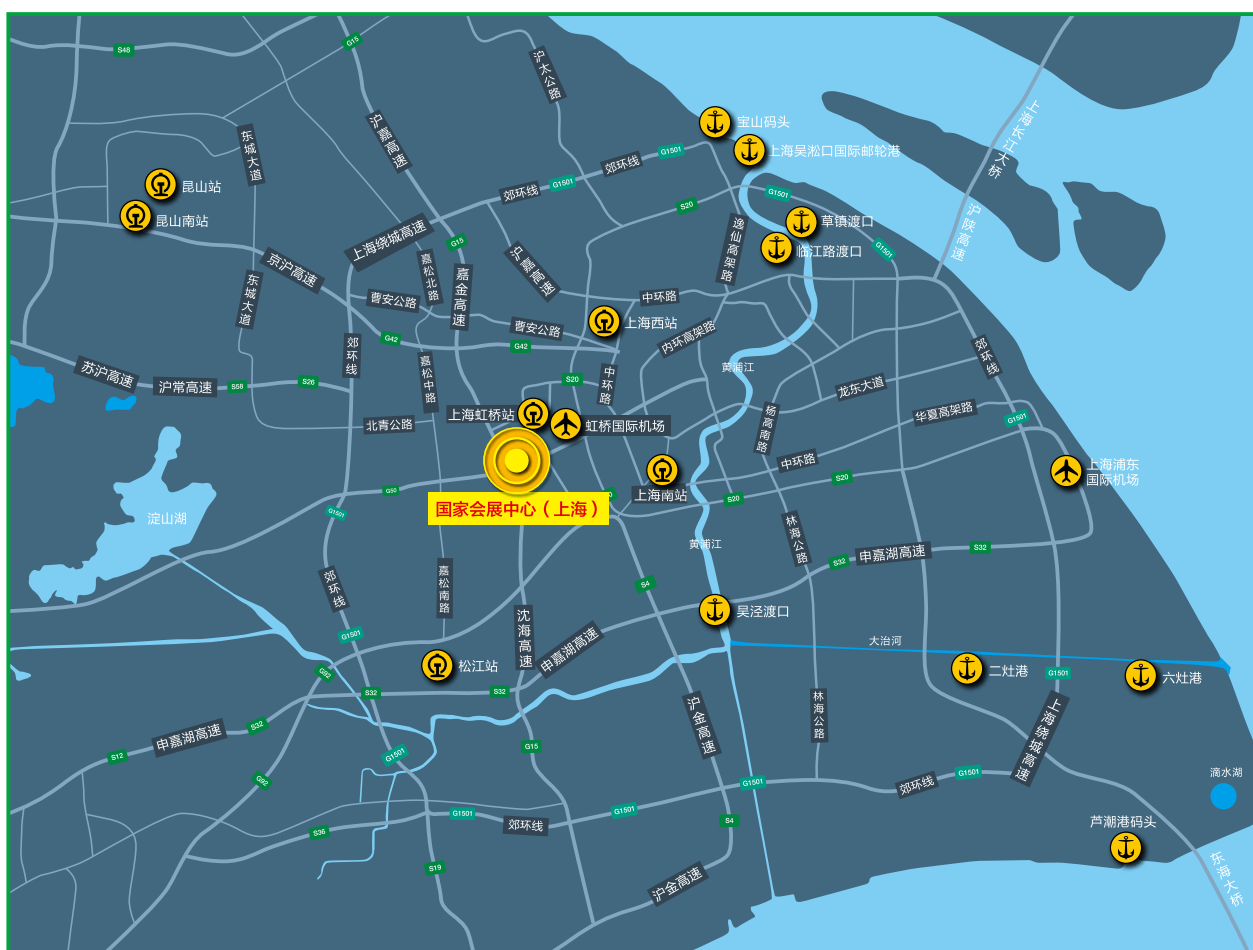 S48
G15
沪太公路
沪嘉高速
东城大道
宝山码头
上海吴淞口国际邮轮港
上海长江大桥
G1501
郊环线
昆山站
昆山南站
郊环线
G1501
S20
G1501
沪陕高速
草镇渡口
临江路渡口
逸仙高架路
G1501
上海绕城高速
G15
沪嘉高速
嘉松北路
嘉金高速
京沪高速
东城大道
曹安公路
曹安公路
中环路
上海西站
内环高架路
G42
G42
郊环线
郊环线
苏沪高速
沪常高速
S58
S26
嘉松中路
S20
中环路
黄浦江
龙东大道
华夏高架路
G1501
杨高南路
北青公路
上海虹桥站
虹桥国际机场
中环路
上海浦东
国际机场
上海南站
S20
S20
G50
国家会展中心（上海）
G1501
淀山湖
林海公路
黄浦江
申嘉湖高速
S32
S32
郊环线
嘉松南路
S4
沈海高速
吴泾渡口
G1501
申嘉湖高速
大治河
松江站
G92
二灶港
六灶港
G1501
S32
S32
沪金高速
林海公路
上海绕城高速
申嘉湖高速
S32
S12
G15
G1501
G92
G1501
郊环线
G1501
滴水湖
G1501
G1501
郊环线
S36
S4
芦潮港码头
S19
沪金高速
东海大桥